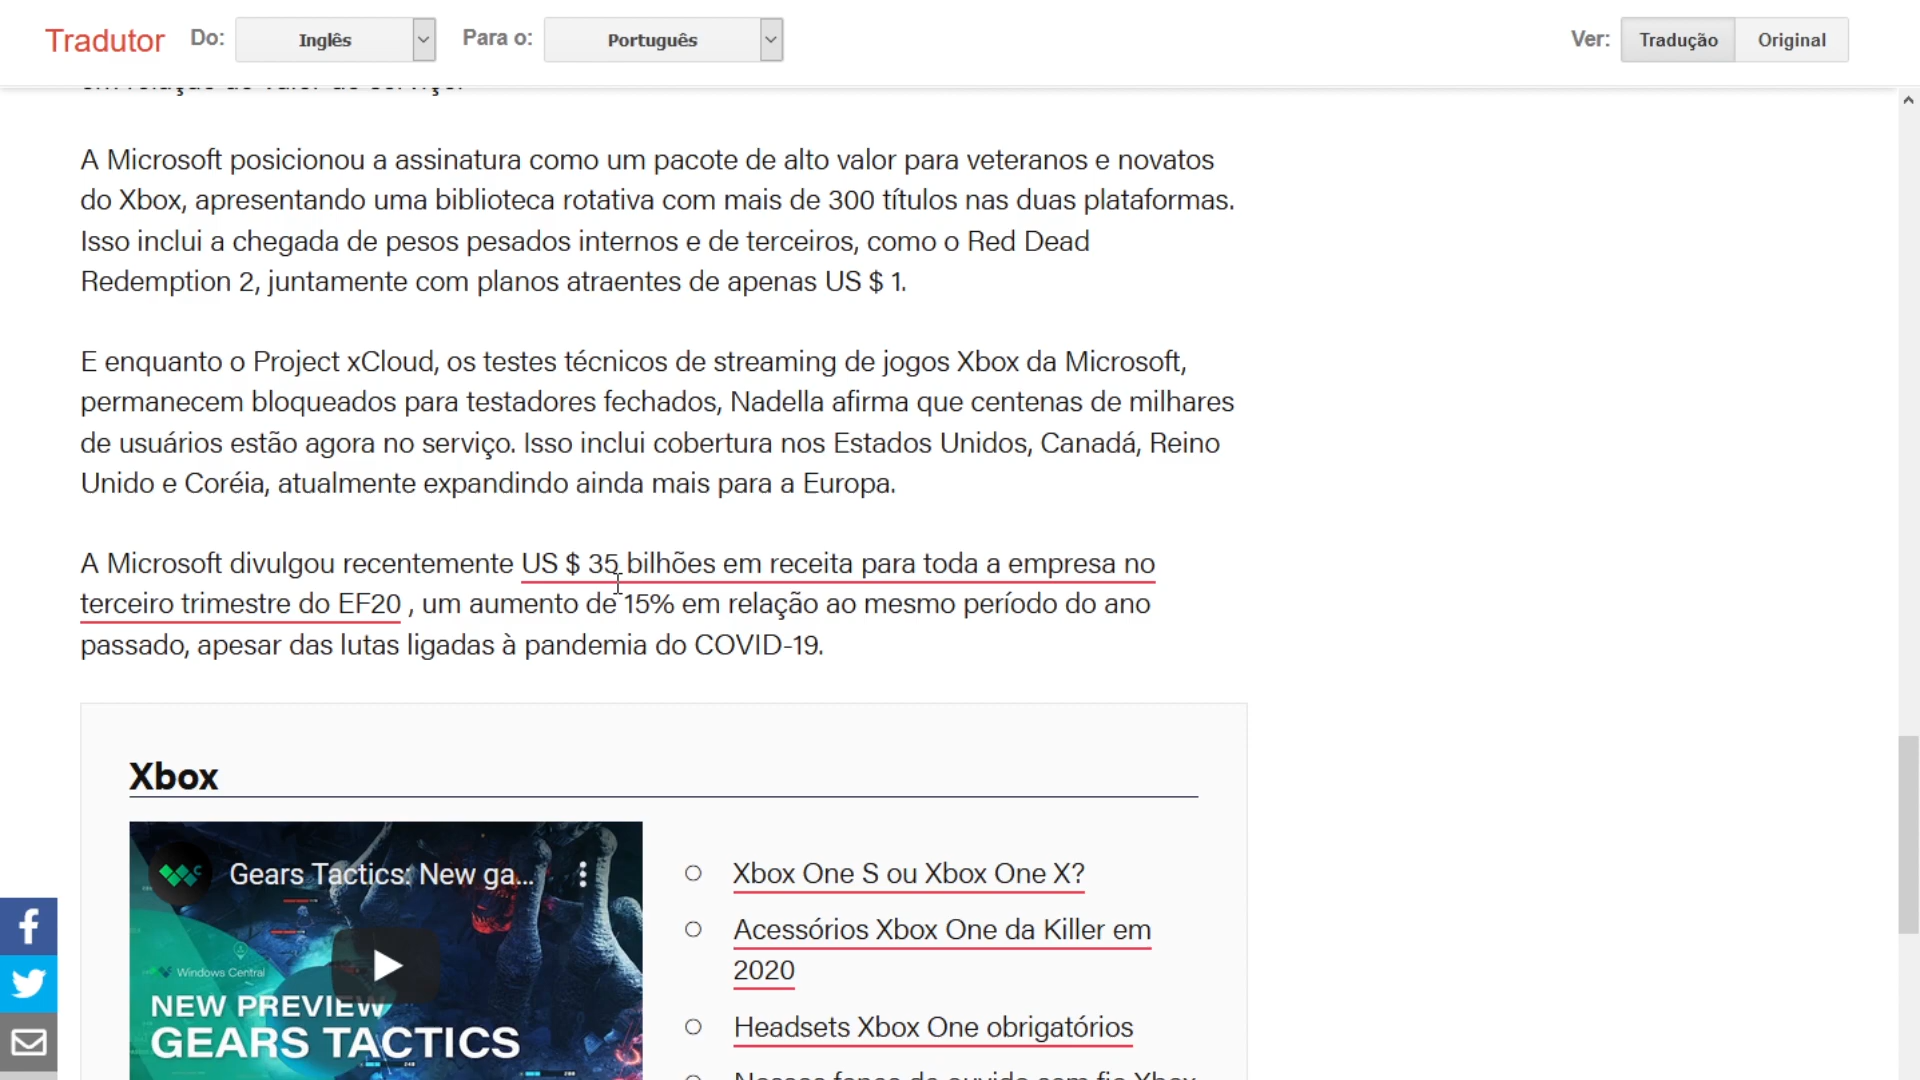 Tradutor Do: Inglês Para o: Português Ver: Tradução Original
A Microsoft posicionou a assinatura como um pacote de alto valor para veteranos e novatos
do Xbox, apresentando uma biblioteca rotativa com mais de 300 títulos nas duas plataformas.
Isso inclui a chegada de pesos pesados internos e de terceiros, como o Red Dead
Redemption 2, juntamente com planos atraentes de apenas US $ 1.
E enquanto o Project xCloud, os testes técnicos de streaming de jogos Xbox da Microsoft,
permanecem bloqueados para testadores fechados, Nadella afirma que centenas de milhares
de usuários estão agora no serviço. Isso inclui cobertura nos Estados Unidos, Canadá, Reino
Unido e Coréia, atualmente expandindo ainda mais para a Europa.
A Microsoft divulgou recentemente US $ 35 bilhões em receita para toda a empresa no
terceiro trimestre do EF20 , um aumento de 15% em relação ao mesmo período do ano
passado, apesar das lutas ligadas à pandemia do COVID-19.
Xbox
Gears Tactics: New ga...
Windows Central
NEW PREVIEW
GEARS TACTICS
Xbox One S ou Xbox One X?
Acessórios Xbox One da Killer em
2020
Headsets Xbox One obrigatórios